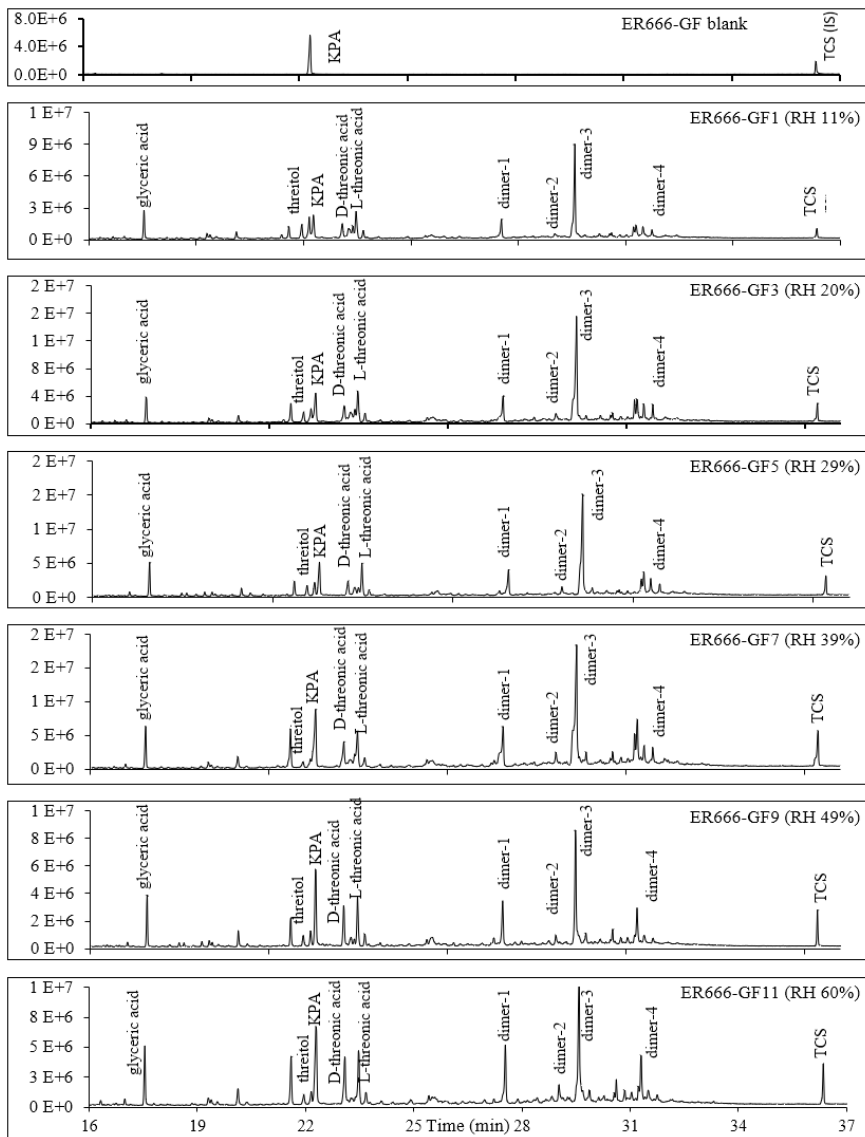 8.0E+6
4.0E+6
0.0E+0
KPA
ER666-GF blank
TCS (IS)
1 E+7
9 E+6
6 E+6
3 E+6
0 E+0
glyceric acid
threitol
KPA
D-threonic acid
L-threonic acid
dimer-1
dimer-2
dimer-3
dimer-4
ER666-GF1 (RH 11%)
TCS
2 E+7
1 E+7
8 E+6
4 E+6
0 E+0
glyceric acid
threitol
KPA
D-threonic acid
L-threonic acid
dimer-1
dimer-2
dimer-3
dimer-4
ER666-GF3 (RH 20%)
TCS
2 E+7
1 E+7
5 E+6
0 E+0
glyceric acid
threitol
KPA
D-threonic acid
L-threonic acid
dimer-1
dimer-2
dimer-3
dimer-4
ER666-GF5 (RH 29%)
TCS
2 E+7
1 E+7
5 E+6
0 E+0
glyceric acid
threitol
KPA
D-threonic acid
L-threonic acid
dimer-1
dimer-2
dimer-3
dimer-4
ER666-GF7 (RH 39%)
TCS
1 E+7
8 E+6
6 E+6
4 E+6
2 E+6
0 E+0
glyceric acid
threitol
KPA
D-threonic acid
L-threonic acid
dimer-1
dimer-2
dimer-3
dimer-4
ER666-GF9 (RH 49%)
TCS
1 E+7
8 E+6
5 E+6
3 E+6
0 E+0
glyceric acid
threitol
KPA
D-threonic acid
L-threonic acid
dimer-1
dimer-2
dimer-3
dimer-4
ER666-GF11 (RH 60%)
TCS
16 19 22 25 Time (min) 28 31 34 37